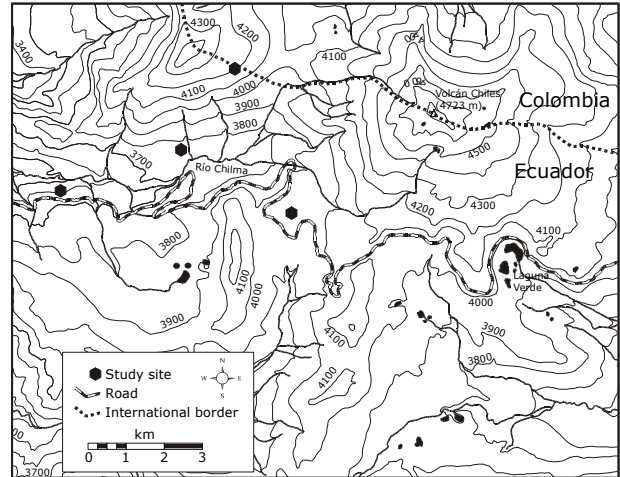 4300
4200
4100
3400
4100
4000
3900
3800
Volcán Chiles
(4723 m)
Colombia
3700
Río Chilma
4500
Ecuador
4300
4200
4100
3800
4100
4000
Laguna
Verde
4000
3900
3900
4100
3800
4100
Study site
N
W E
S
Road
International border
km
0 1 2 3
3700